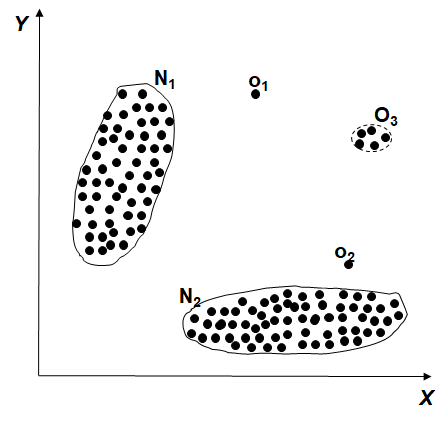 Y
N₁
o₁
O₃
o₂
N₂
X